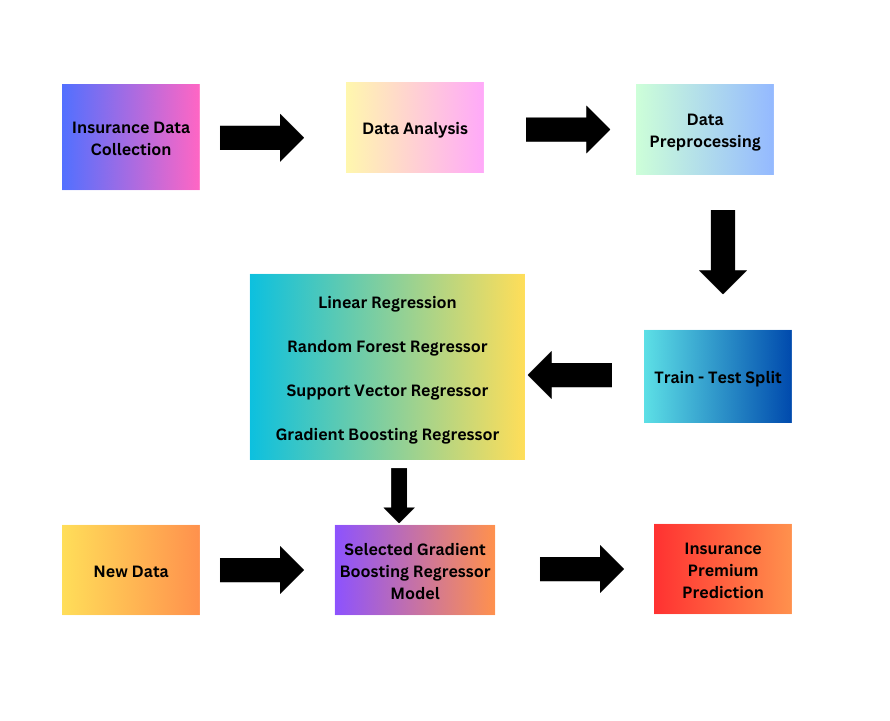 Insurance Data
Collection
Data Analysis
Data
Preprocessing
Linear Regression
Random Forest Regressor
Support Vector Regressor
Gradient Boosting Regressor
Train - Test Split
New Data
Selected Gradient
Boosting Regressor
Model
Insurance
Premium
Prediction